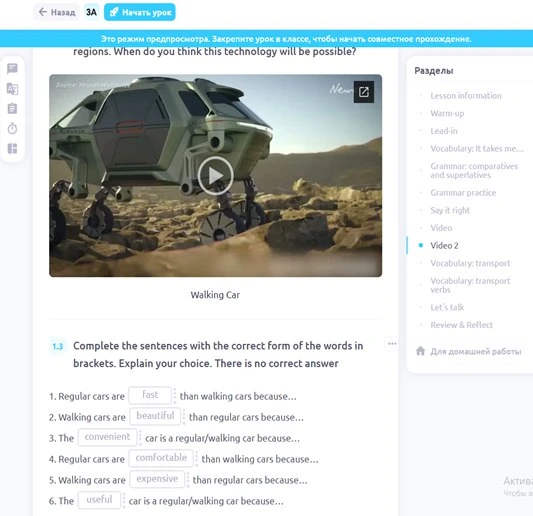 Назад 3A Начать урок
Это режим предпросмотра. Закрепите урок в классе, чтобы начать совместное прохождение.
regions. When do you think this technology will be possible?
New
Walking Car
1.3 Complete the sentences with the correct form of the words in
brackets. Explain your choice. There is no correct answer
1. Regular cars are fast than walking cars because…
2. Walking cars are beautiful than regular cars because…
3. The convenient car is a regular/walking car because…
4. Regular cars are comfortable than walking cars because…
5. Walking cars are expensive than regular cars because…
6. The useful car is a regular/walking car because…
Разделы
Lesson information
Warm-up
Lead-in
Vocabulary: It takes me…
Grammar: comparatives
and superlatives
Grammar practice
Say it right
Video
Video 2
Vocabulary: transport
Vocabulary: transport
verbs
Let's talk
Review & Reflect
Для домашней работы
Актива
Чтобы а